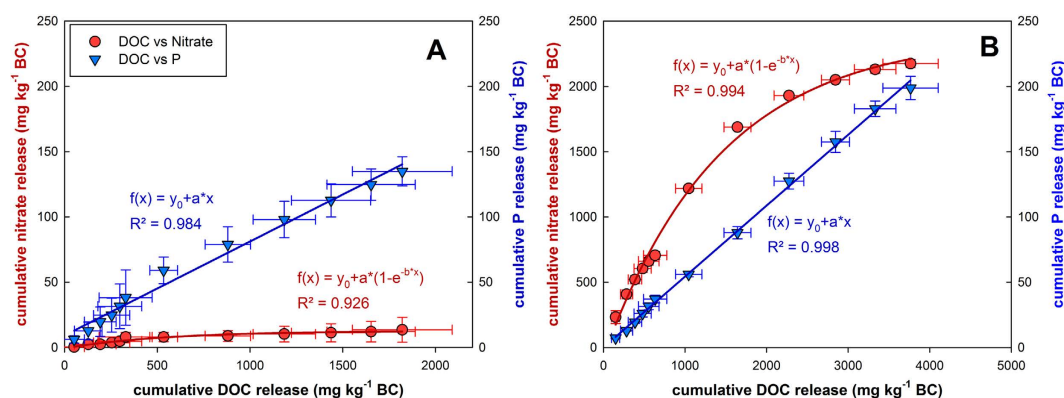 DOC vs Nitrate
DOC vs P
A
f(x) = y₀+a*x
R² = 0.984
f(x) = y₀+a*(1-e⁻ᵇ*ˣ)
R² = 0.926
250
200
150
100
50
0
0 500 1000 1500 2000
250
200
150
100
50
0
cumulative nitrate release (mg kg⁻¹ BC)
cumulative P release (mg kg⁻¹ BC)
cumulative DOC release (mg kg⁻¹ BC)
B
f(x) = y₀+a*(1-e⁻ᵇ*ˣ)
R² = 0.994
f(x) = y₀+a*x
R² = 0.998
2500
2000
1500
1000
500
0
0 1000 2000 3000 4000 5000
250
200
150
100
50
0
cumulative nitrate release (mg kg⁻¹ BC)
cumulative P release (mg kg⁻¹ BC)
cumulative DOC release (mg kg⁻¹ BC)